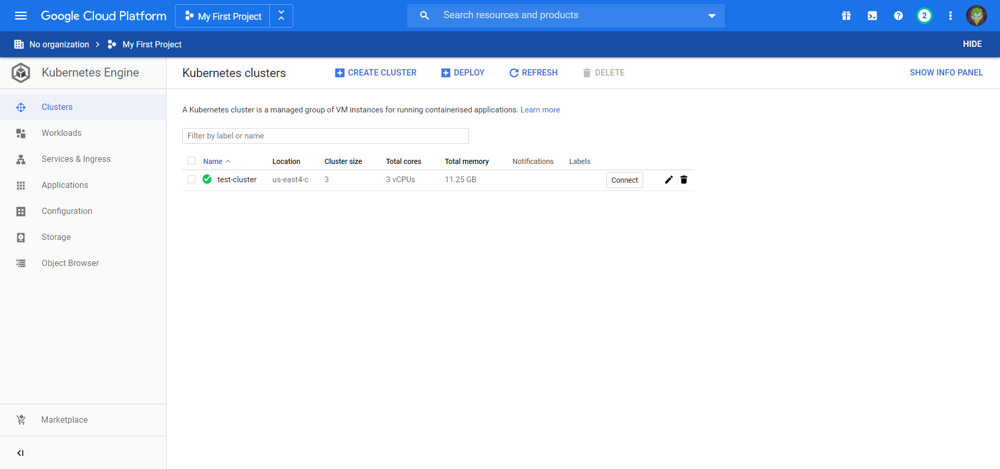 Google Cloud Platform My First Project Search resources and products 2
No organization My First Project HIDE
Kubernetes Engine
Kubernetes clusters CREATE CLUSTER DEPLOY REFRESH DELETE SHOW INFO PANEL
Clusters
Workloads
Services & Ingress
Applications
Configuration
Storage
Object Browser
Marketplace
A Kubernetes cluster is a managed group of VM instances for running containerised applications. Learn more
Filter by label or name
Name Location Cluster size Total cores Total memory Notifications Labels
test-cluster us-east4-c 3 3 vCPUs 11.25 GB Connect